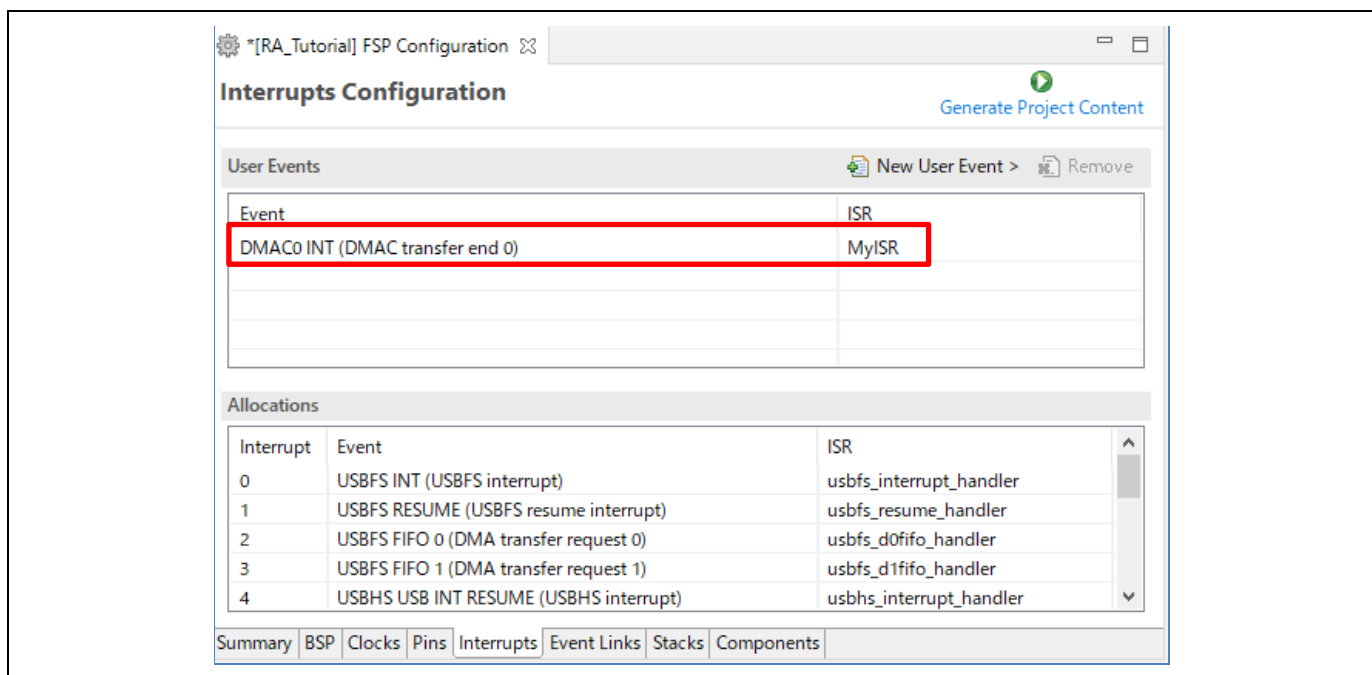 *[RA_Tutorial] FSP Configuration
Interrupts Configuration
Generate Project Content
User Events New User Event > Remove
Event ISR
DMAC0 INT (DMAC transfer end 0) MyISR
Allocations
Interrupt Event ISR
0 USBFS INT (USBFS interrupt) usbfs_interrupt_handler
1 USBFS RESUME (USBFS resume interrupt) usbfs_resume_handler
2 USBFS FIFO 0 (DMA transfer request 0) usbfs_d0fifo_handler
3 USBFS FIFO 1 (DMA transfer request 1) usbfs_d1fifo_handler
4 USBHS USB INT RESUME (USBHS interrupt) usbhs_interrupt_handler
Summary BSP Clocks Pins Interrupts Event Links Stacks Components